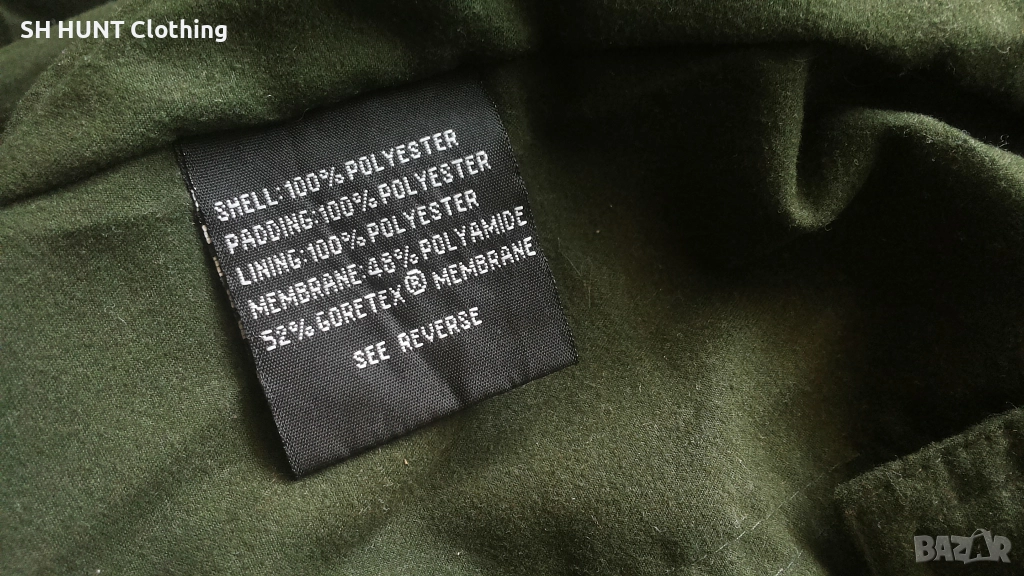 SH HUNT Clothing
SHELL:100% POLYESTER
PADDING:100% POLYESTER
LINING:100% POLYESTER
MEMBRANE:48% POLYAMIDE
52% GORETEX® MEMBRANE
SEE REVERSE
BAZAR